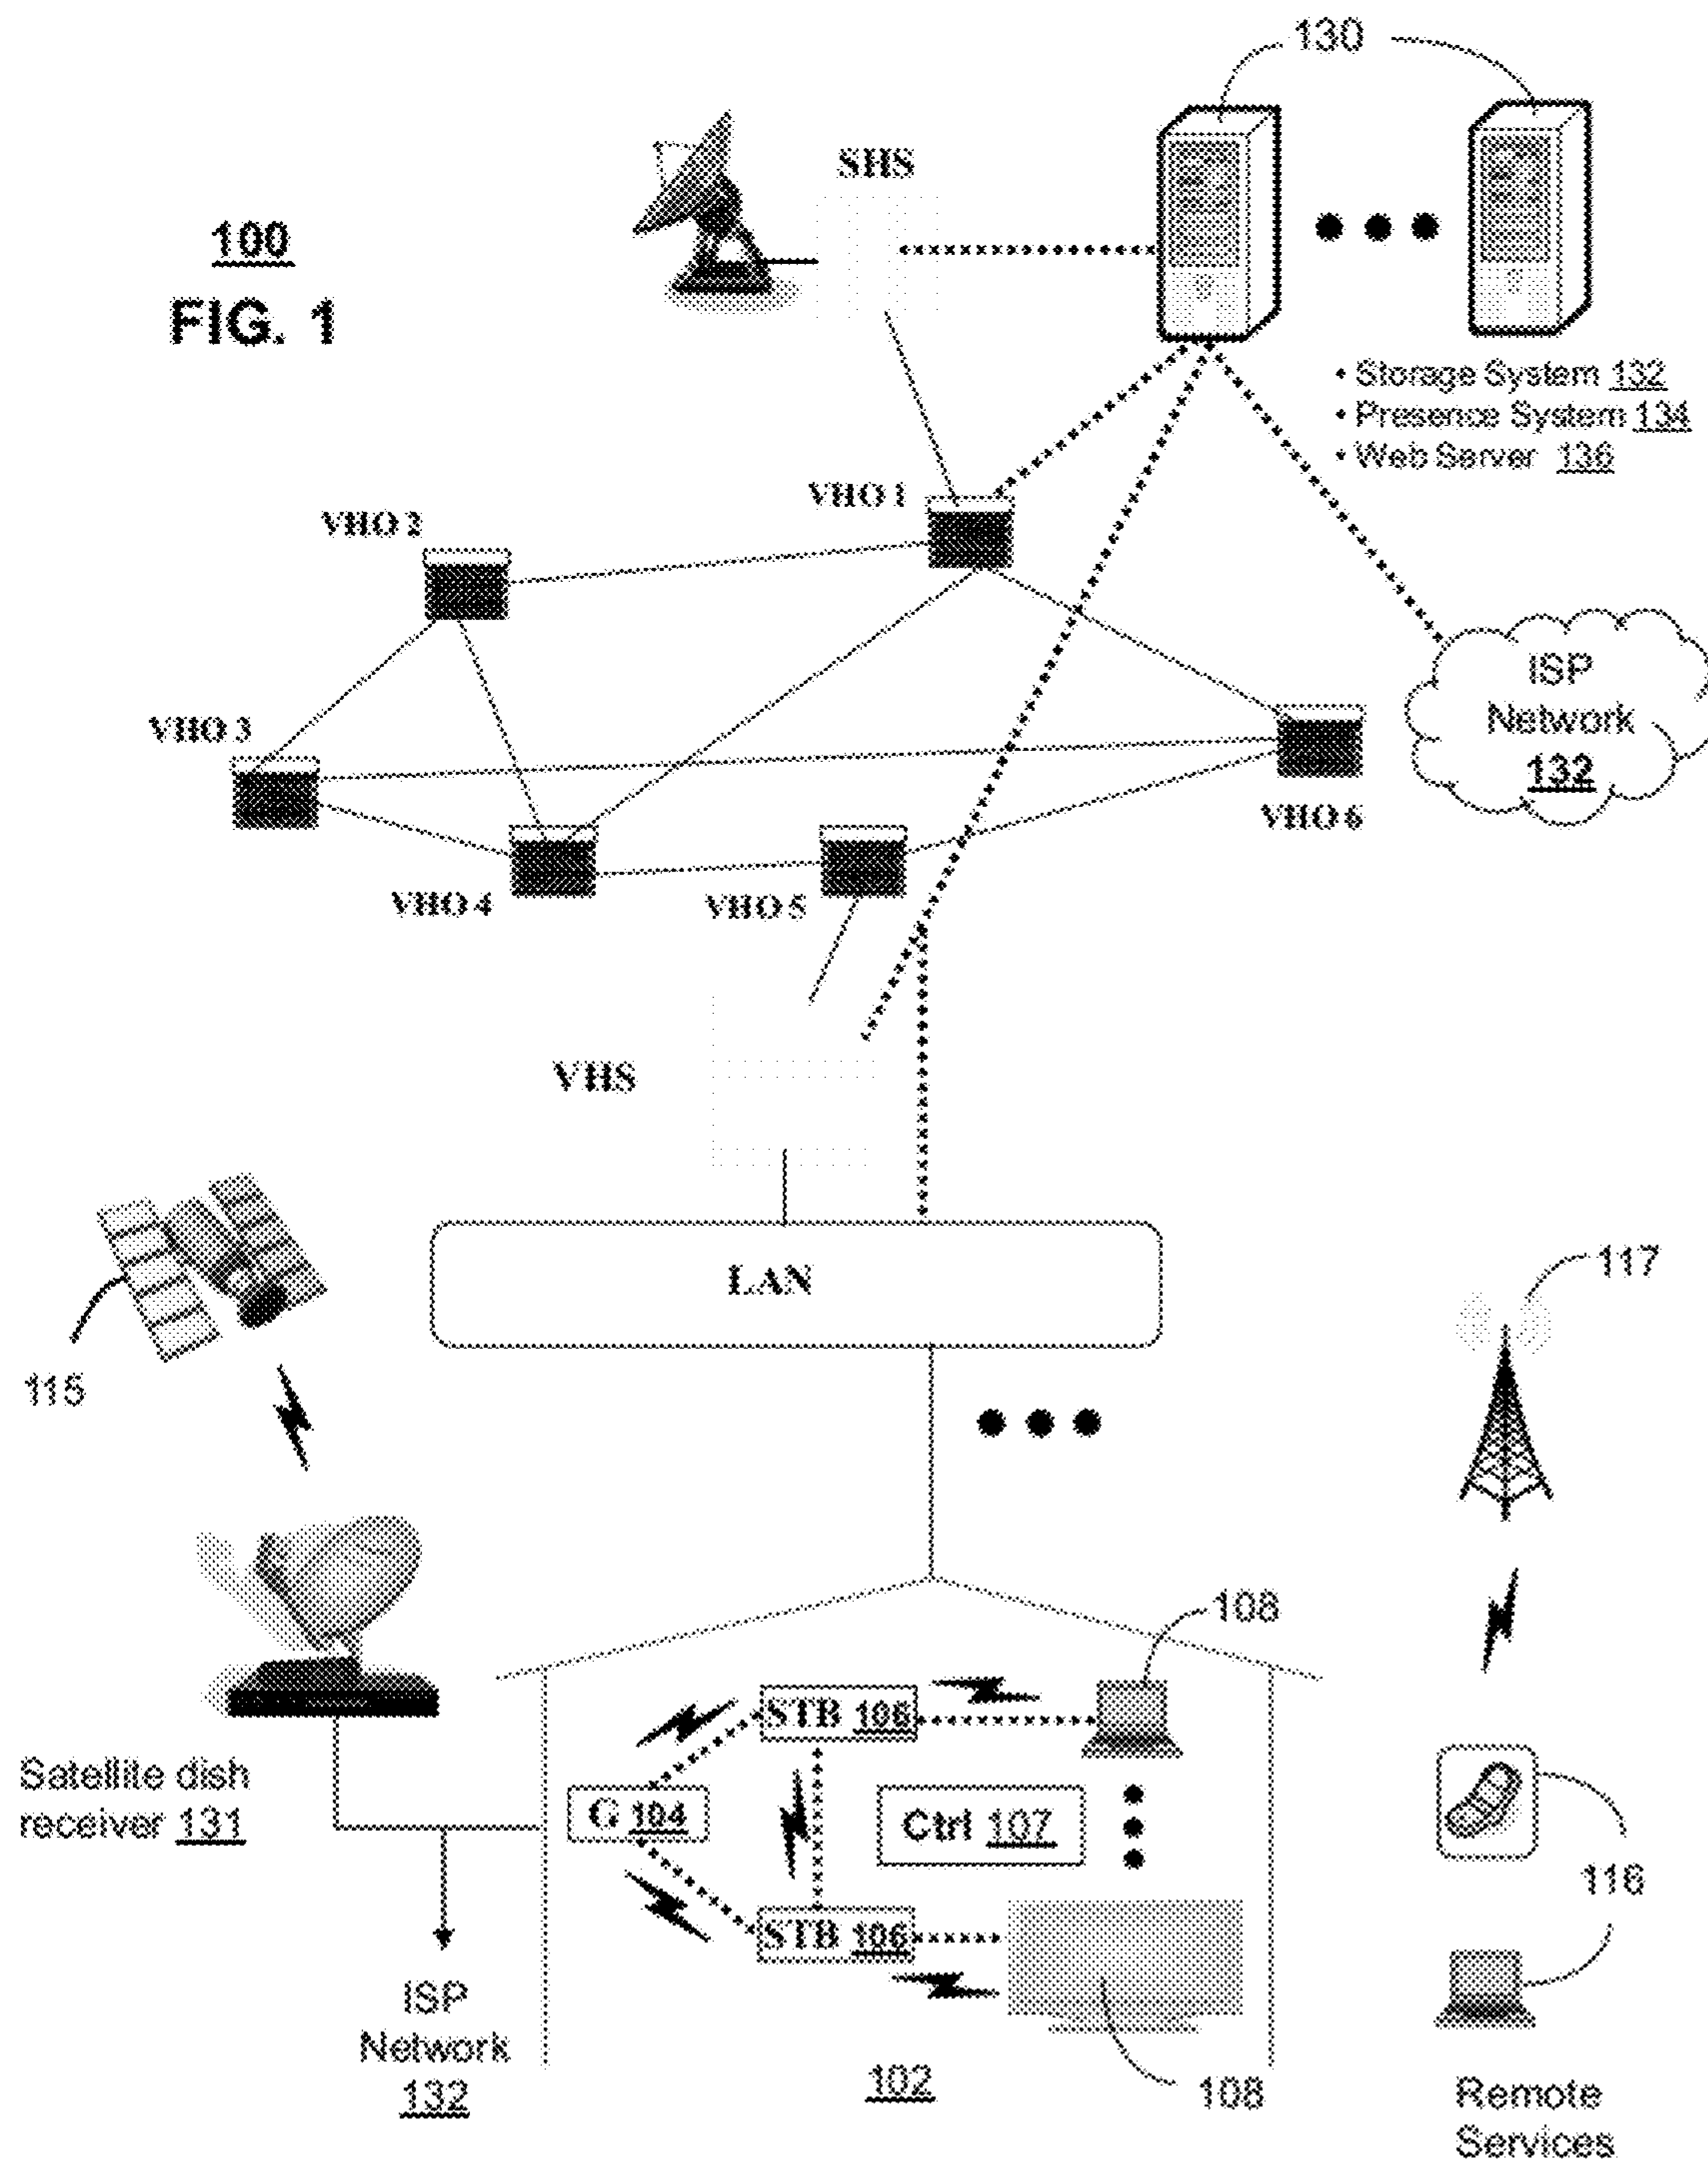 130
SHS
100
FIG. 1
• Storage System 132
• Presence System 134
• Web Server 136
VHO 1
VHO 2
ISP
Network
132
VHO 3
VHO 6
VHO 4
VHO 5
VHS
LAN
117
115
108
STB 106
Satellite dish
receiver 131
G 104
Ctrl 107
116
STB 106
ISP
Network
132
102
108
Remote
Services